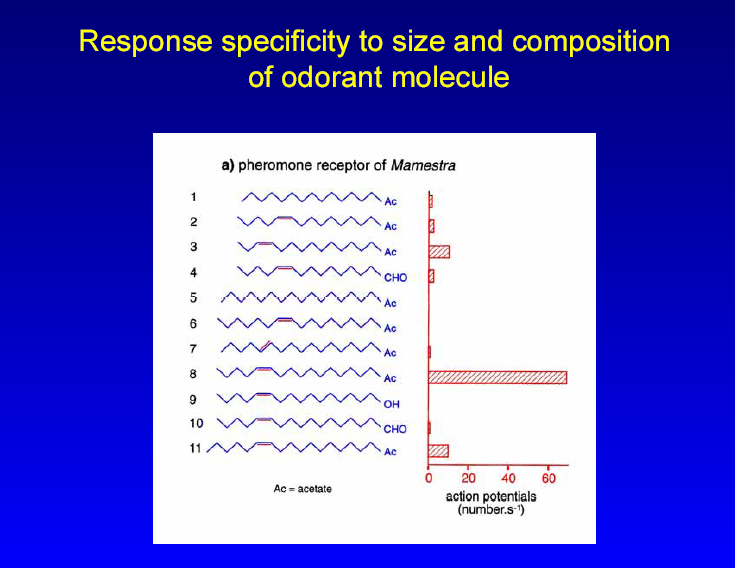 Response specificity to size and composition
of odorant molecule
a) pheromone receptor of Mamestra
1 Ac
2 Ac
3 Ac
4 CHO
5 Ac
6 Ac
7 Ac
8 Ac
9 OH
10 CHO
11 Ac
0 20 40 60
Ac = acetate
action potentials
(number.s⁻¹)